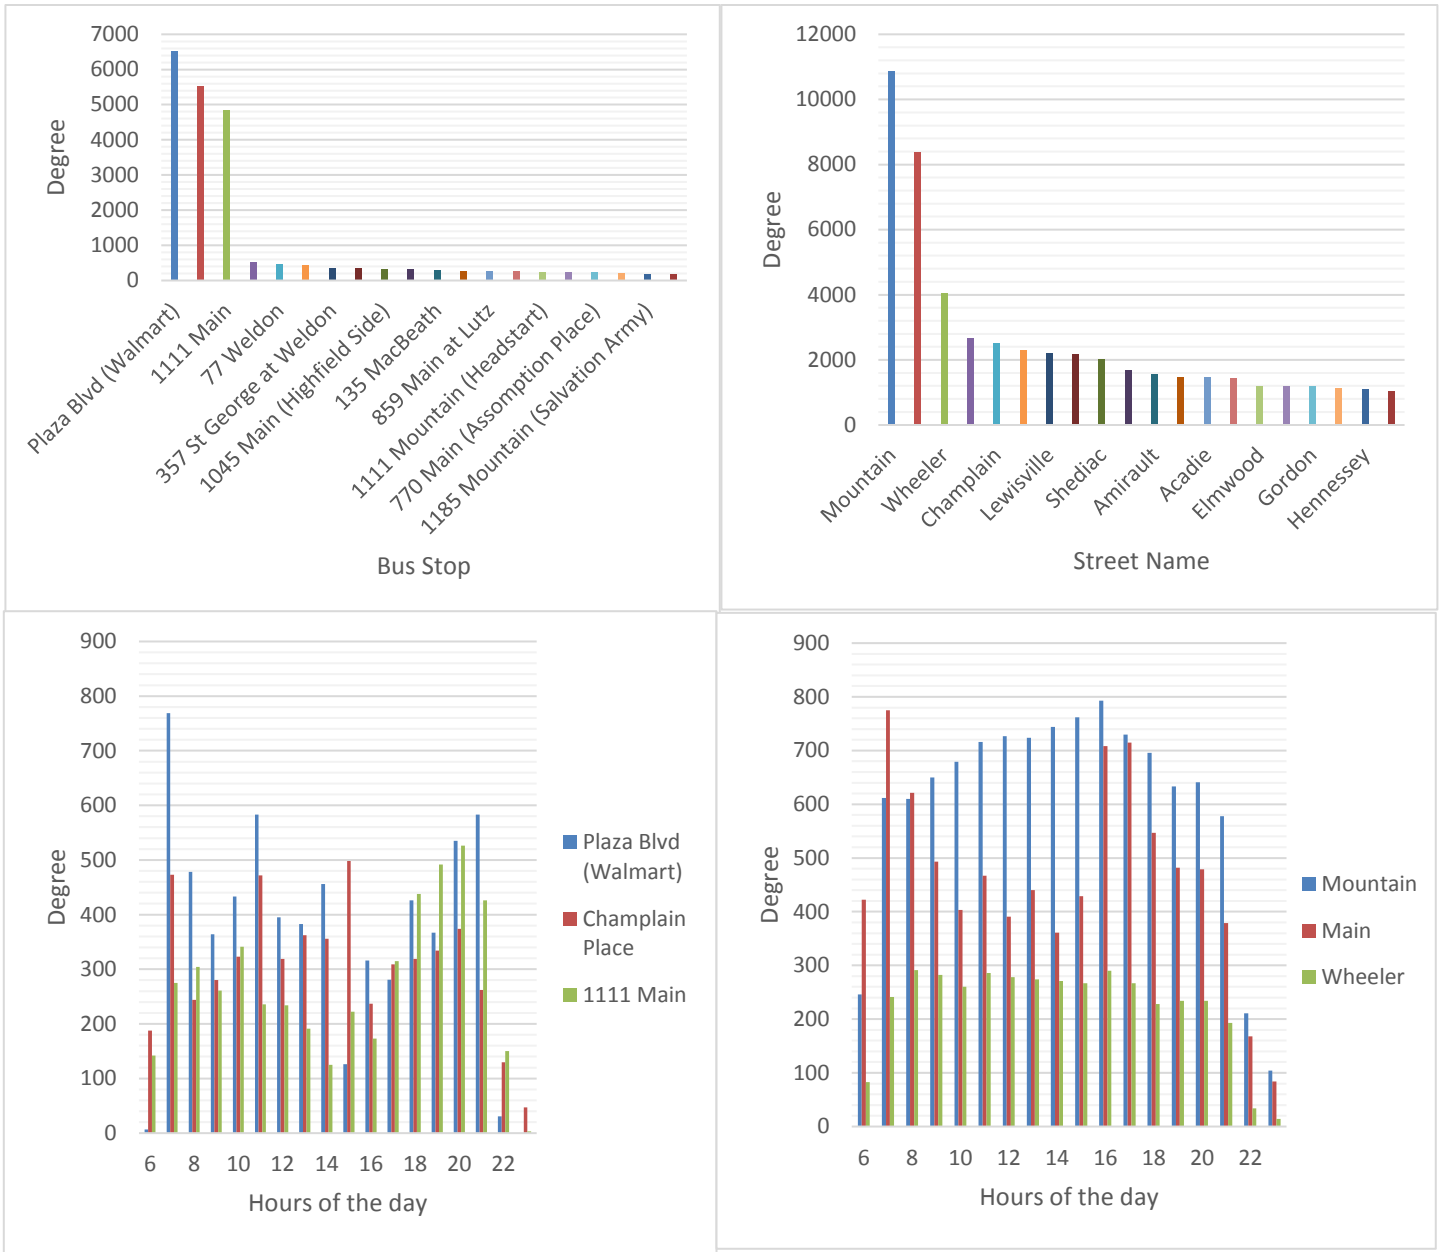 7000
6000
5000
4000
3000
2000
1000
0
Degree
Plaza Blvd (Walmart)
1111 Main
77 Weldon
357 St George at Weldon
1045 Main (Highfield Side)
135 MacBeath
859 Main at Lutz
1111 Mountain (Headstart)
770 Main (Assomption Place)
1185 Mountain (Salvation Army)
Bus Stop
12000
10000
8000
6000
4000
2000
0
Degree
Mountain
Wheeler
Champlain
Lewisville
Shediac
Amirault
Acadie
Elmwood
Gordon
Hennessey
Street Name
900
800
700
600
500
400
300
200
100
0
Degree
6 8 10 12 14 16 18 20 22
Hours of the day
Plaza Blvd
(Walmart)
Champlain
Place
1111 Main
900
800
700
600
500
400
300
200
100
0
Degree
6 8 10 12 14 16 18 20 22
Hours of the day
Mountain
Main
Wheeler